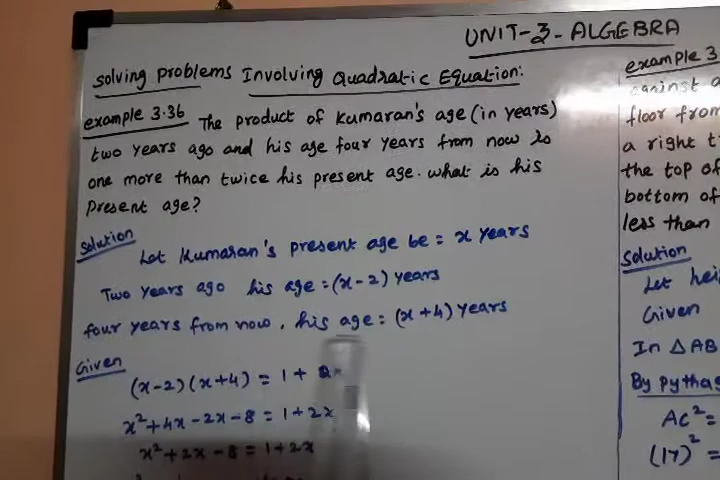 UNIT-3-ALGEBRA
solving problems Involving Quadratic Equation:
example 3.36 The product of Kumaran's age (in years)
two years ago and his age four years from now is
one more than twice his present age. what is his
Present age?
Solution
Let Kumaran's present age be = x years
Two years ago his age = (x-2) years
four years from now, his age = (x+4) years
Given
(x-2)(x+4) = 1+2x
x²+4x-2x-8 = 1+2x
x²+2x-8 = 1+2x
example 3
against a
floor from
a right t
the top of
bottom of
less than
Solution
Let hei
Given
In △AB
By pytha
AC²=
(17)²=